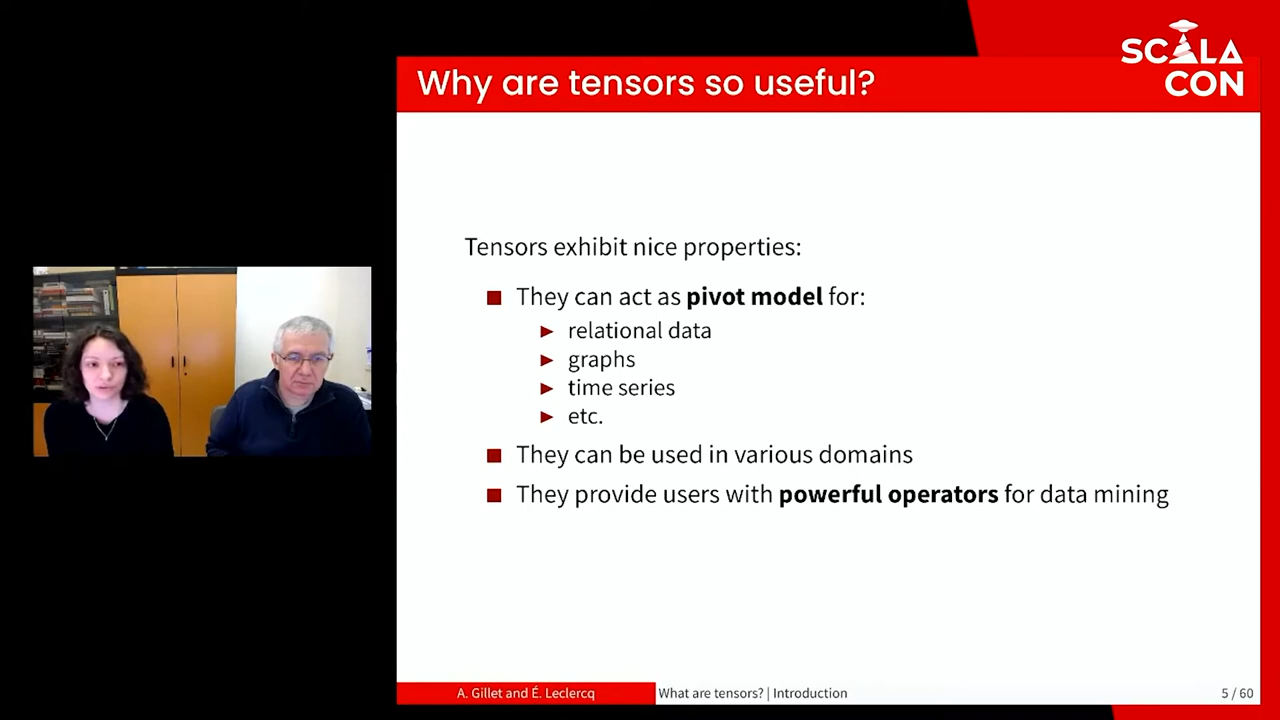 SCALA
CON
Why are tensors so useful?
Tensors exhibit nice properties:
They can act as pivot model for:
relational data
graphs
time series
etc.
They can be used in various domains
They provide users with powerful operators for data mining
A. Gillet and É. Leclercq
What are tensors? | Introduction
5 / 60